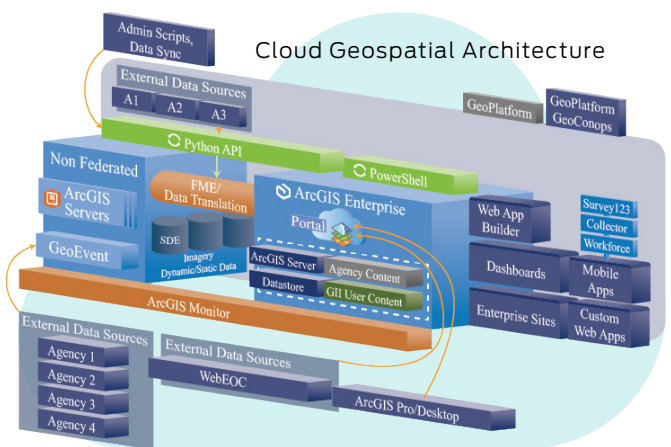 Admin Scripts,
Data Sync
Cloud Geospatial Architecture
External Data Sources
A1
A2
A3
GeoPlatform
GeoPlatform
GeoConops
Python API
PowerShell
Non Federated
ArcGIS
Servers
GeoEvent
FME/
Data Translation
SDE
Imagery
Dynamic/Static Data
ArcGIS Enterprise
Portal
ArcGIS Server
Agency Content
Datastore
GII User Content
Web App
Builder
Survey123
Collector
Workforce
Dashboards
Mobile
Apps
Enterprise Sites
Custom
Web Apps
ArcGIS Monitor
External Data Sources
Agency 1
Agency 2
Agency 3
Agency 4
External Data Sources
WebEOC
ArcGIS Pro/Desktop